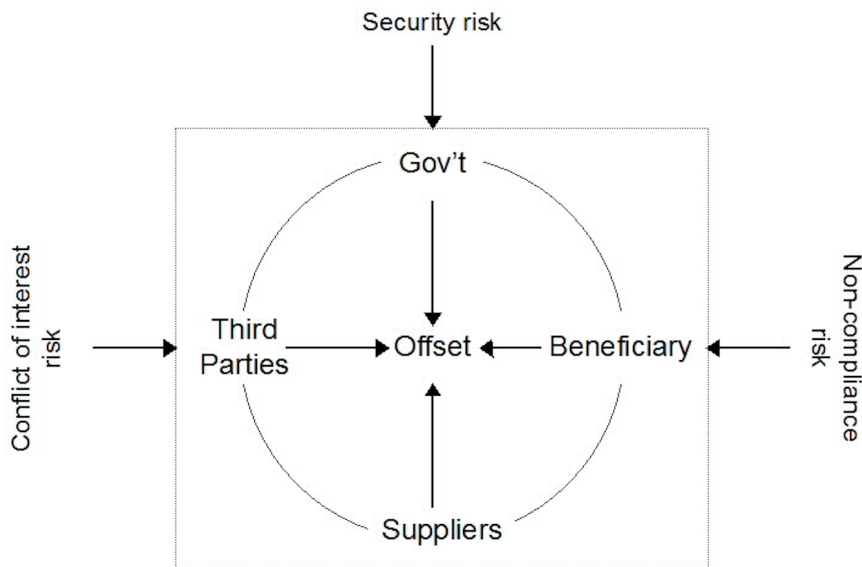 Security risk
Gov't
Conflict of interest
risk
Third
Parties
Offset
Beneficiary
Non-compliance
risk
Suppliers